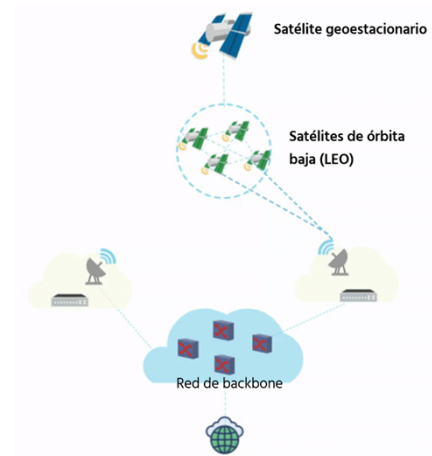 Satélite geoestacionario
Satélites de órbita
baja (LEO)
Red de backbone